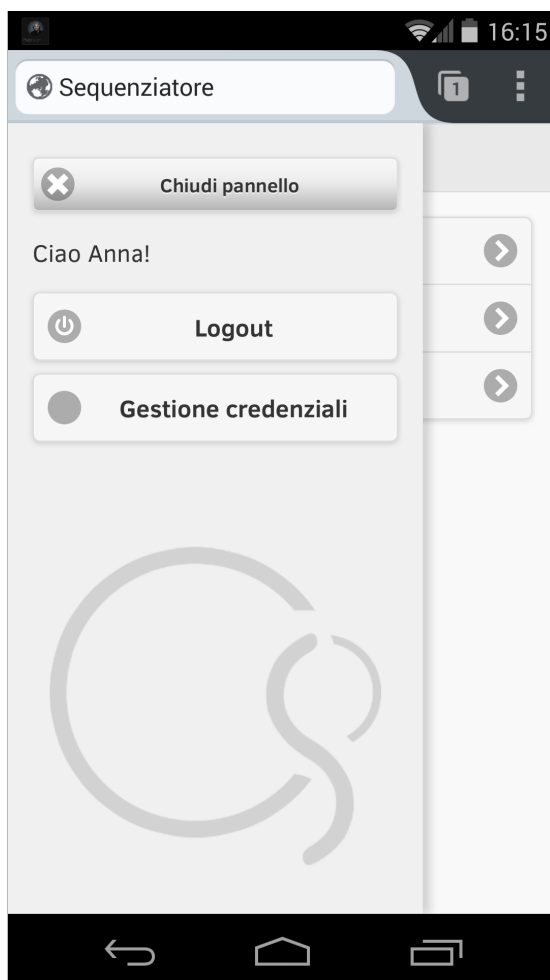 16:15
Sequenziatore
1
Chiudi pannello
Ciao Anna!
Logout
Gestione credenziali